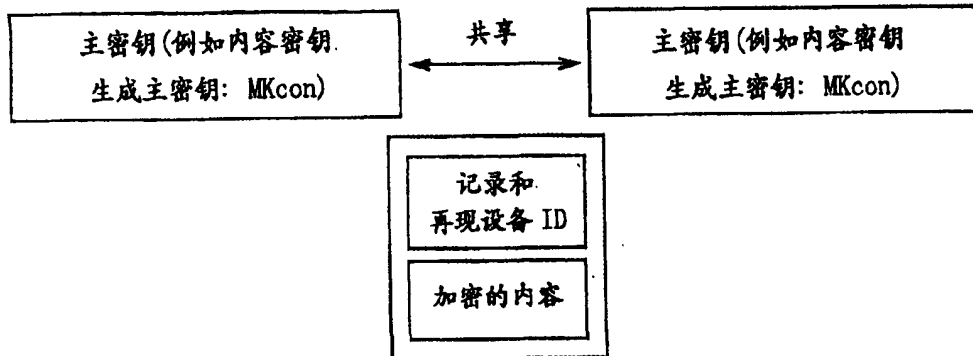 主密钥(例如内容密钥
生成主密钥: MKcon)
共享
主密钥(例如内容密钥
生成主密钥: MKcon)
记录和
再现设备 ID
加密的内容